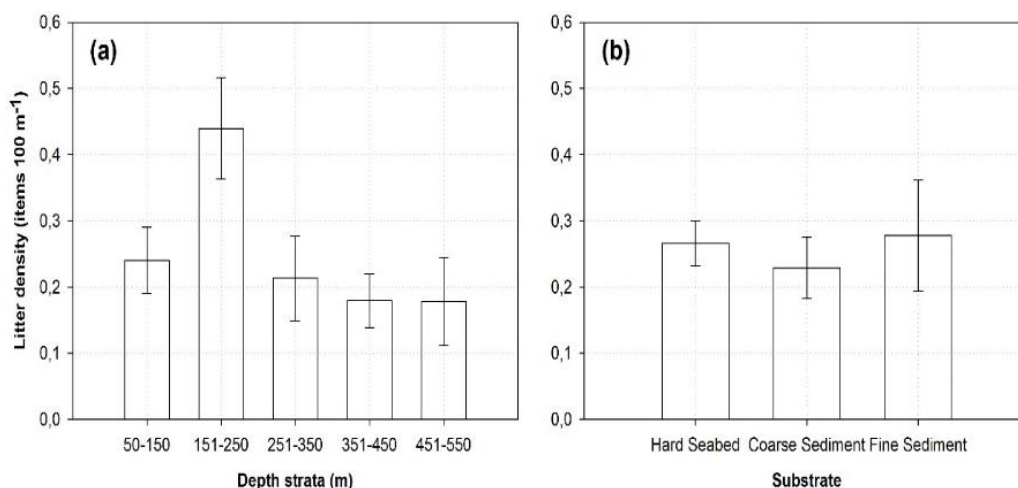 (a)
Litter density (items 100 m⁻¹)
0,6
0,5
0,4
0,3
0,2
0,1
0,0
50-150 151-250 251-350 351-450 451-550
Depth strata (m)
(b)
0,6
0,5
0,4
0,3
0,2
0,1
0,0
Hard Seabed Coarse Sediment Fine Sediment
Substrate